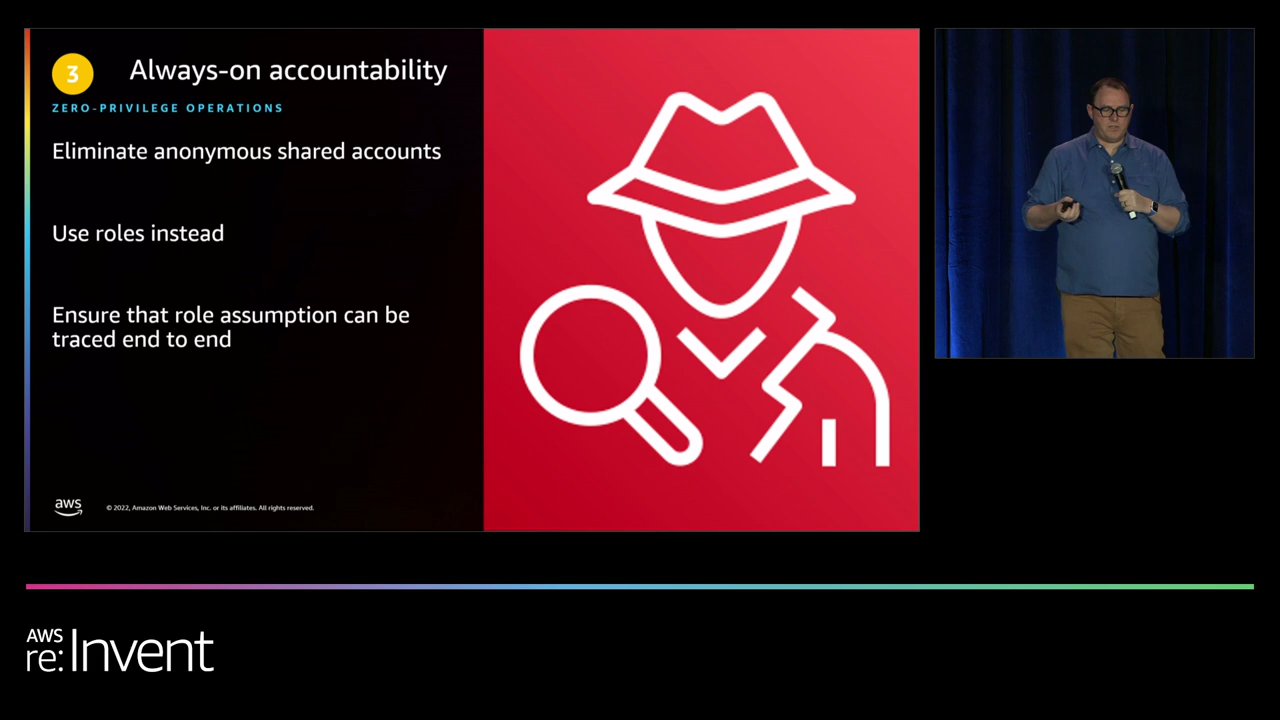 3
Always-on accountability
ZERO-PRIVILEGE OPERATIONS
Eliminate anonymous shared accounts
Use roles instead
Ensure that role assumption can be
traced end to end
aws
© 2022, Amazon Web Services, Inc. or its affiliates. All rights reserved.
AWS
re:Invent